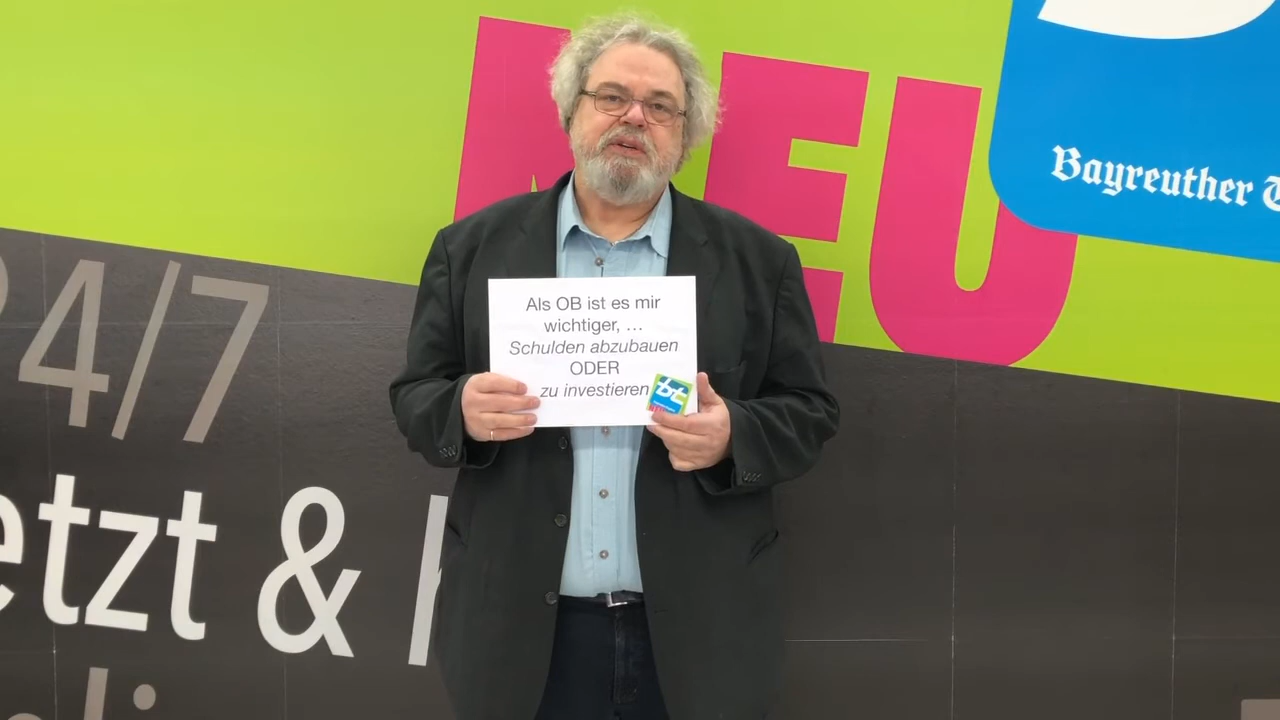 NEU
Bayreuther
24/7
etzt &
Als OB ist es mir
wichtiger, …
Schulden abzubauen
ODER
zu investieren
bt